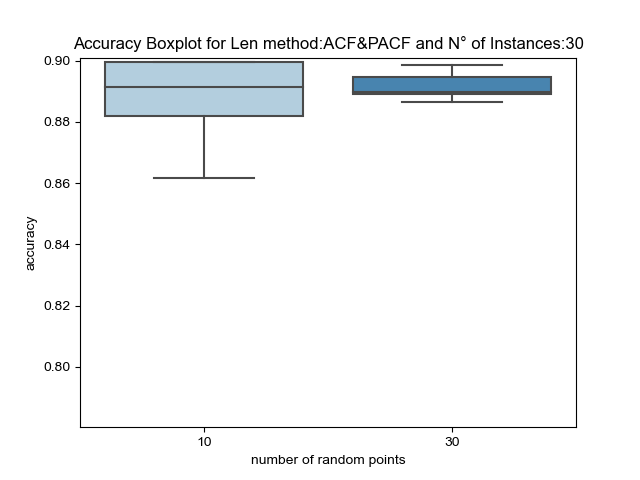 Accuracy Boxplot for Len method:ACF&PACF and N° of Instances:30
0.90
0.88
0.86
0.84
0.82
0.80
accuracy
10
30
number of random points